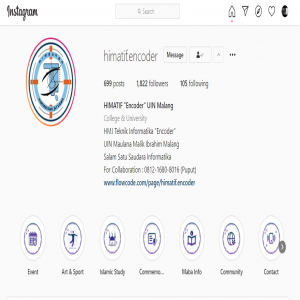 Instagram
Search
himatif.encoder
Message
699 posts 1,822 followers 105 following
HIMATIF "Encoder" UIN Malang
College & University
HMJ Teknik Informatika "Encoder"
UIN Maulana Malik Ibrahim Malang
Salam Satu Saudara Informatika
For Collaboration : 0812-1680-8016 (Puput)
www.flowcode.com/page/himatif.encoder
Event Art & Sport Islamic Study Commemo... Maba Info Community Contact